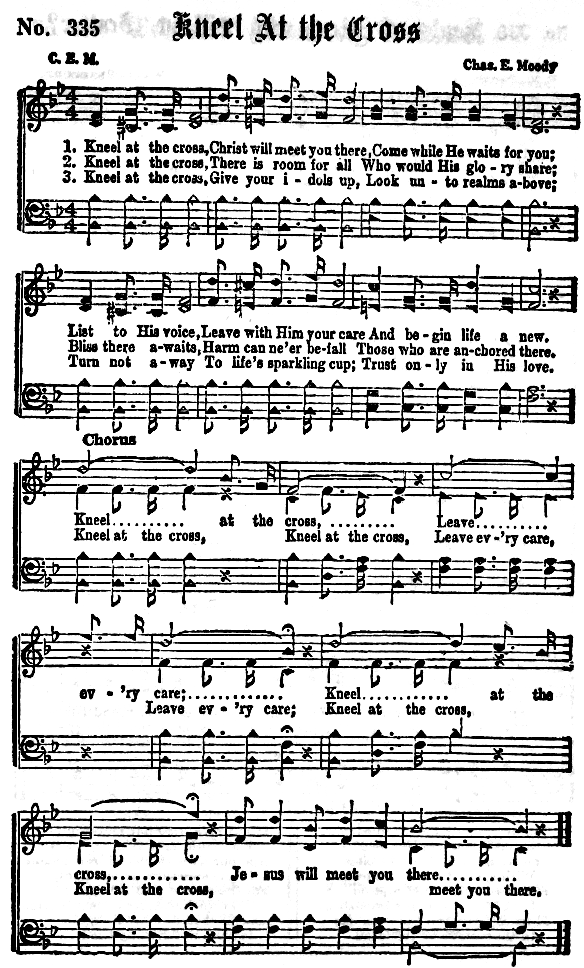 No. 335
Kneel At the Cross
C. E. M.
Chas. E. Moody
1. Kneel at the cross, Christ will meet you there, Come while He waits for you;
2. Kneel at the cross, There is room for all Who would His glo - ry share;
3. Kneel at the cross, Give your i - dols up, Look un - to realms a-bove;
List to His voice, Leave with Him your care And be - gin life a new.
Bliss there a-waits, Harm can ne'er be-fall Those who are an-chored there.
Turn not a - way To life's sparkling cup; Trust on - ly in His love.
Chorus
Kneel.......... at the cross, ......... Leave..........
Kneel at the cross, Kneel at the cross, Leave ev-'ry care,
ev - 'ry care;............. Kneel............ at the
Leave ev - 'ry care; Kneel at the cross,
cross,............ Je - sus will meet you there...........
Kneel at the cross, meet you there.